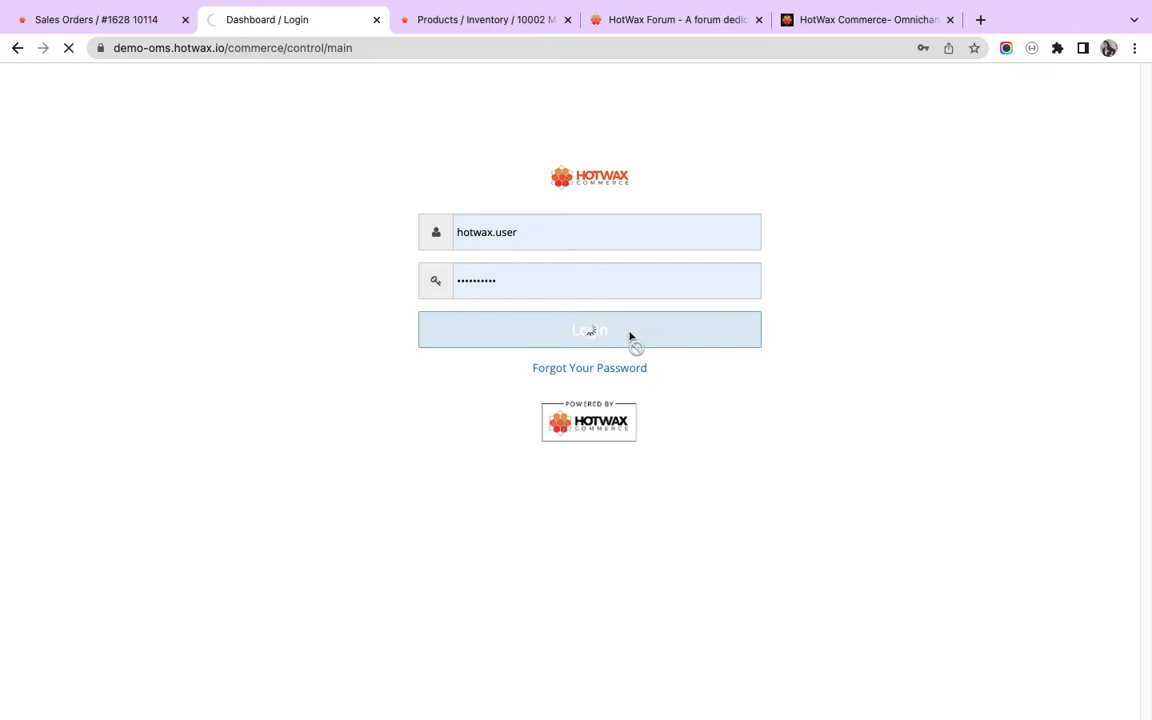 Sales Orders / #1628 10114
Dashboard / Login
Products / Inventory / 10002 M
HotWax Forum - A forum dedic
HotWax Commerce- Omnichan
demo-oms.hotwax.io/commerce/control/main
HOTWAX
COMMERCE
hotwax.user
••••••••••
Login
Forgot Your Password
POWERED BY
HOTWAX
COMMERCE